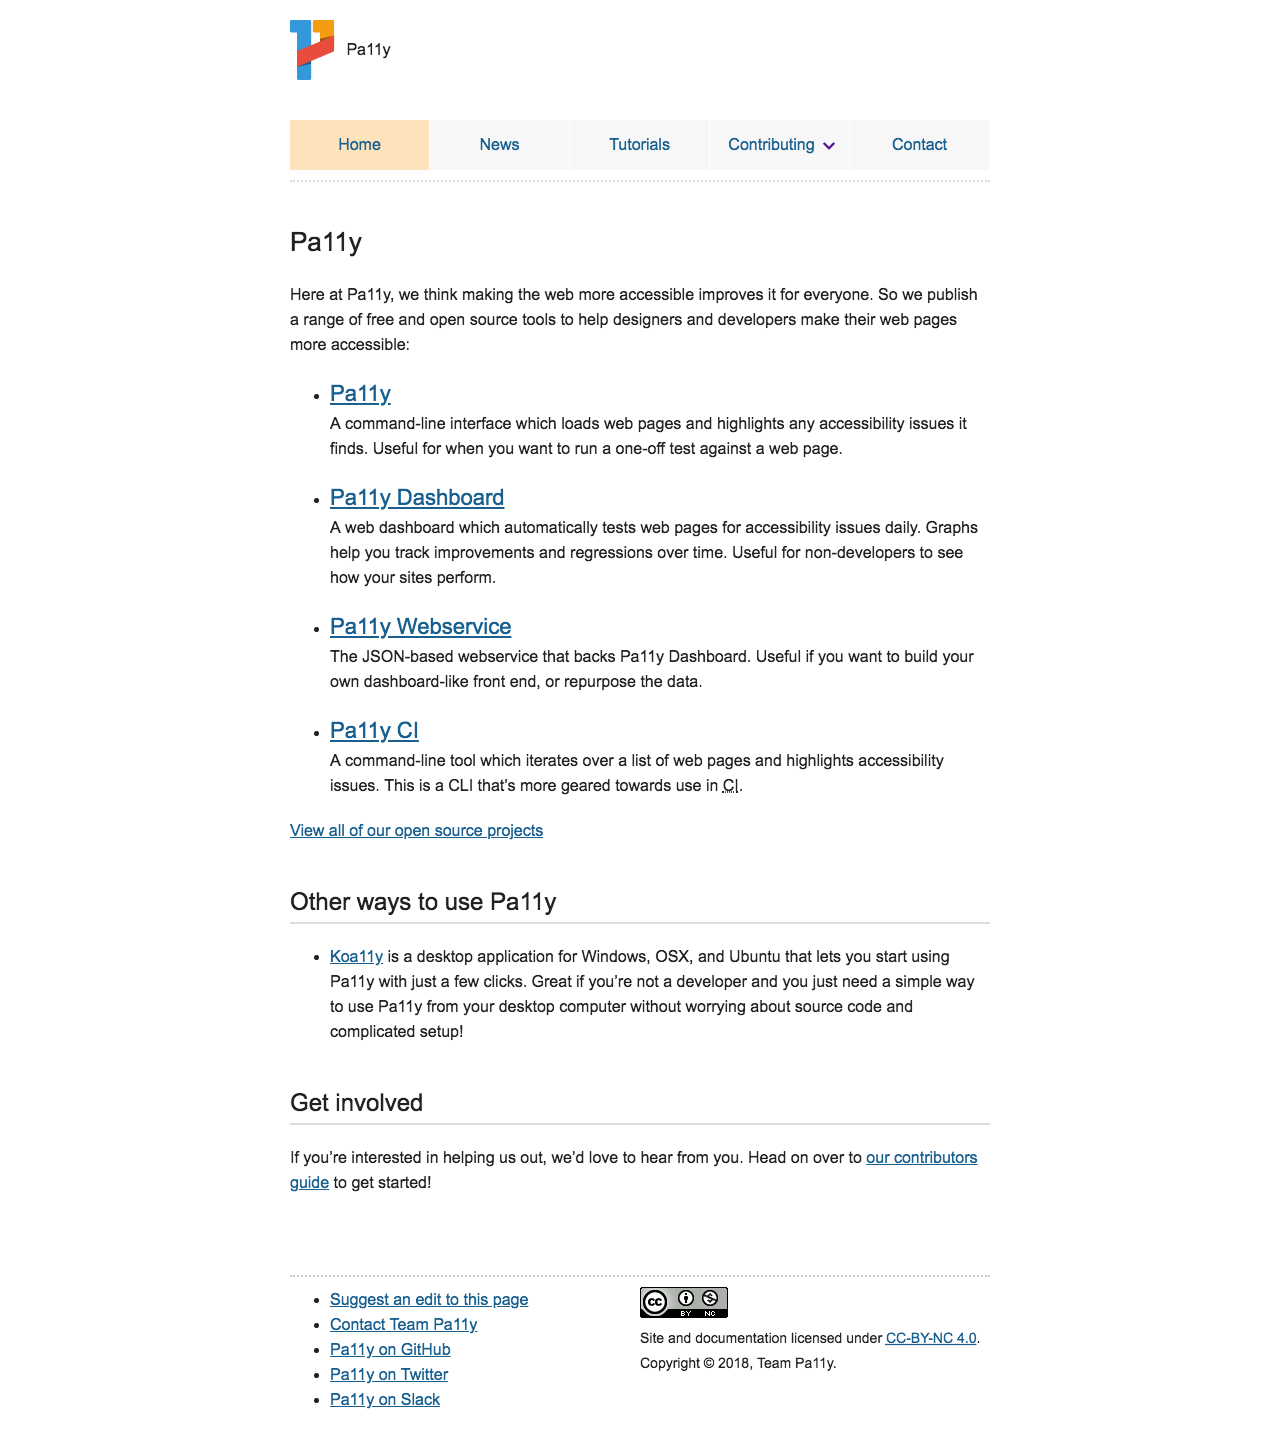 Pa11y
Home News Tutorials Contributing Contact
Pa11y
Here at Pa11y, we think making the web more accessible improves it for everyone. So we publish
a range of free and open source tools to help designers and developers make their web pages
more accessible:
• Pa11y
A command-line interface which loads web pages and highlights any accessibility issues it
finds. Useful for when you want to run a one-off test against a web page.
• Pa11y Dashboard
A web dashboard which automatically tests web pages for accessibility issues daily. Graphs
help you track improvements and regressions over time. Useful for non-developers to see
how your sites perform.
• Pa11y Webservice
The JSON-based webservice that backs Pa11y Dashboard. Useful if you want to build your
own dashboard-like front end, or repurpose the data.
• Pa11y CI
A command-line tool which iterates over a list of web pages and highlights accessibility
issues. This is a CLI that’s more geared towards use in CI.
View all of our open source projects
Other ways to use Pa11y
• Koa11y is a desktop application for Windows, OSX, and Ubuntu that lets you start using
Pa11y with just a few clicks. Great if you’re not a developer and you just need a simple way
to use Pa11y from your desktop computer without worrying about source code and
complicated setup!
Get involved
If you’re interested in helping us out, we’d love to hear from you. Head on over to our contributors
guide to get started!
• Suggest an edit to this page
• Contact Team Pa11y
• Pa11y on GitHub
• Pa11y on Twitter
• Pa11y on Slack
cc BY NC
Site and documentation licensed under CC-BY-NC 4.0.
Copyright © 2018, Team Pa11y.